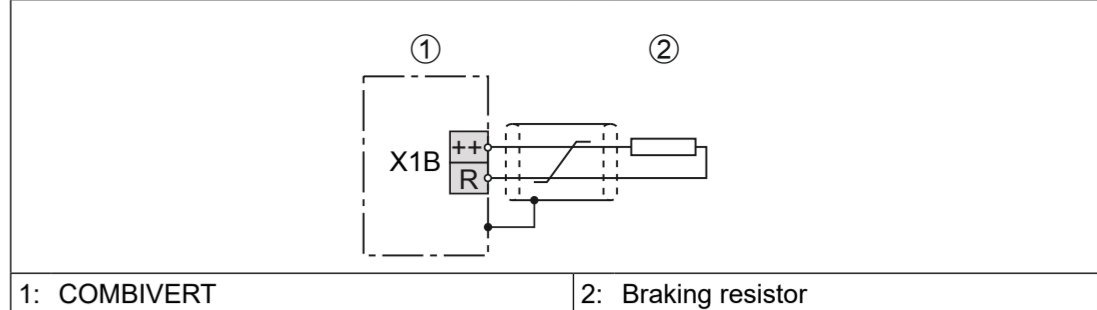 ① ②
X1B ++
R
1: COMBIVERT 2: Braking resistor